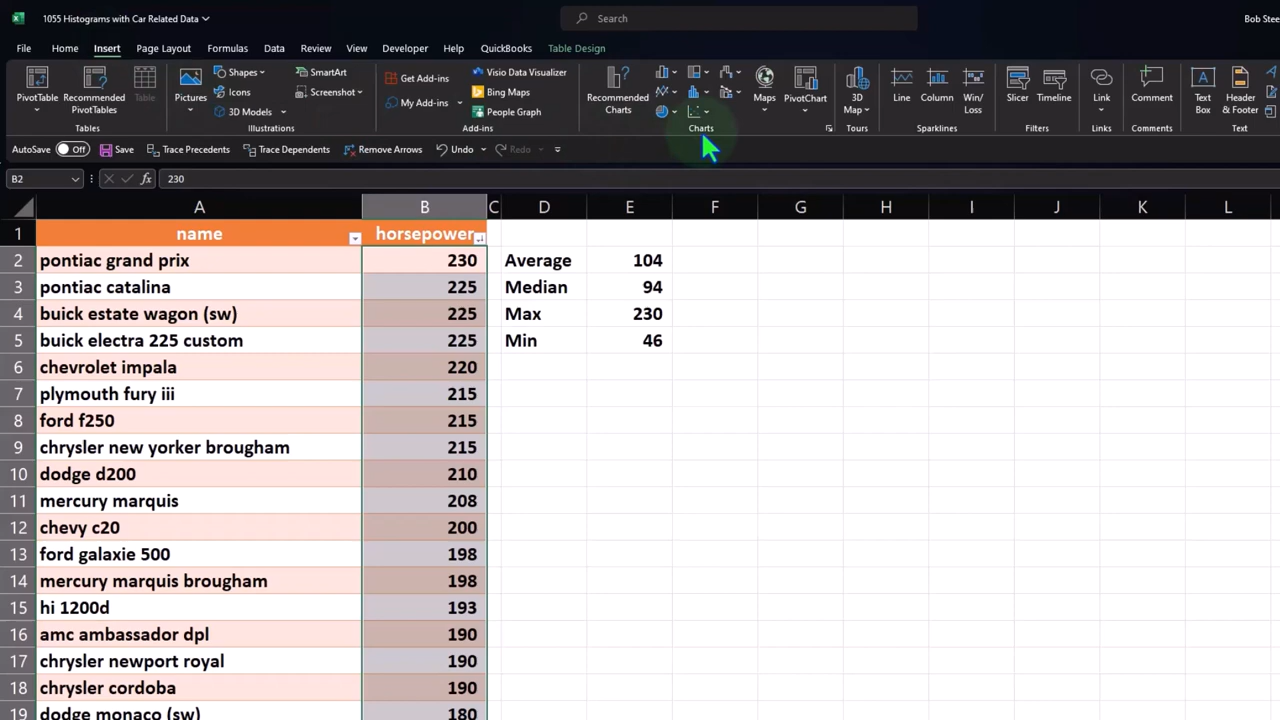 1055 Histograms with Car Related Data
Search
Bob Stee
File Home Insert Page Layout Formulas Data Review View Developer Help QuickBooks Table Design
PivotTable
Recommended PivotTables
Table
Tables
Pictures
Shapes
Icons
3D Models
SmartArt
Screenshot
Illustrations
Get Add-ins
My Add-ins
Visio Data Visualizer
Bing Maps
People Graph
Add-ins
Recommended Charts
Maps
PivotChart
Charts
3D Map
Tours
Line
Column
Win/ Loss
Sparklines
Slicer
Timeline
Filters
Link
Links
Comment
Comments
Text Box
Header & Footer
Text
AutoSave Off Save Trace Precedents Trace Dependents Remove Arrows Undo Redo
B2 fx 230
A B C D E F G H I J K L
1 name horsepower
2 pontiac grand prix 230 Average 104
3 pontiac catalina 225 Median 94
4 buick estate wagon (sw) 225 Max 230
5 buick electra 225 custom 225 Min 46
6 chevrolet impala 220
7 plymouth fury iii 215
8 ford f250 215
9 chrysler new yorker brougham 215
10 dodge d200 210
11 mercury marquis 208
12 chevy c20 200
13 ford galaxie 500 198
14 mercury marquis brougham 198
15 hi 1200d 193
16 amc ambassador dpl 190
17 chrysler newport royal 190
18 chrysler cordoba 190
19 dodge monaco (sw) 180